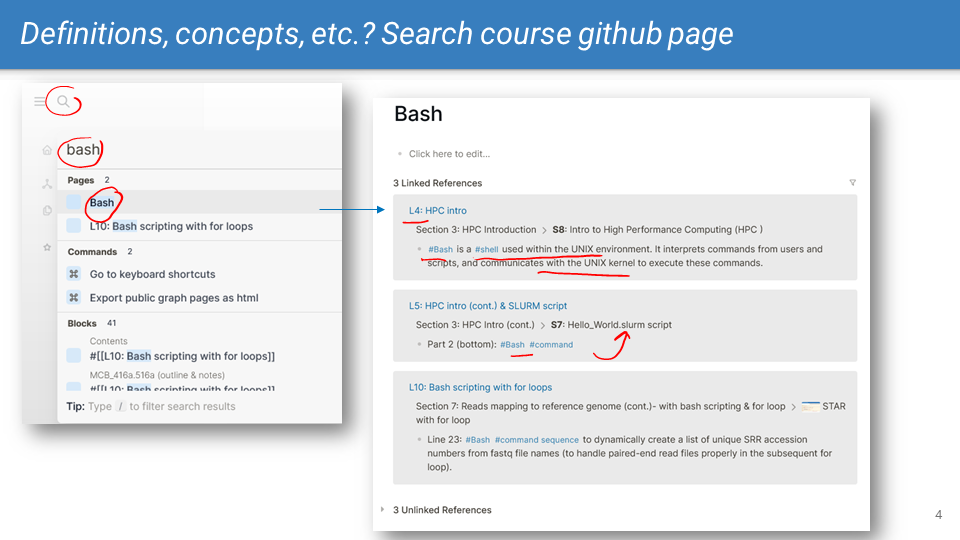 Definitions, concepts, etc.? Search course github page
bash
Pages 2
Bash
L10: Bash scripting with for loops
Commands 2
⌘ Go to keyboard shortcuts
⌘ Export public graph pages as html
Blocks 41
Contents
#[[L10: Bash scripting with for loops]]
MCB_416a.516a (outline & notes)
#[[L10: Bash scripting with for loops]]
Tip: Type / to filter search results
Bash
Click here to edit...
3 Linked References
L4: HPC intro
Section 3: HPC Introduction > S8: Intro to High Performance Computing (HPC )
#Bash is a #shell used within the UNIX environment. It interprets commands from users and
scripts, and communicates with the UNIX kernel to execute these commands.
L5: HPC intro (cont.) & SLURM script
Section 3: HPC Intro (cont.) > S7: Hello_World.slurm script
Part 2 (bottom): #Bash #command
L10: Bash scripting with for loops
Section 7: Reads mapping to reference genome (cont.)- with bash scripting & for loop > STAR
with for loop
Line 23: #Bash #command sequence to dynamically create a list of unique SRR accession
numbers from fastq file names (to handle paired-end read files properly in the subsequent for
loop).
3 Unlinked References
4